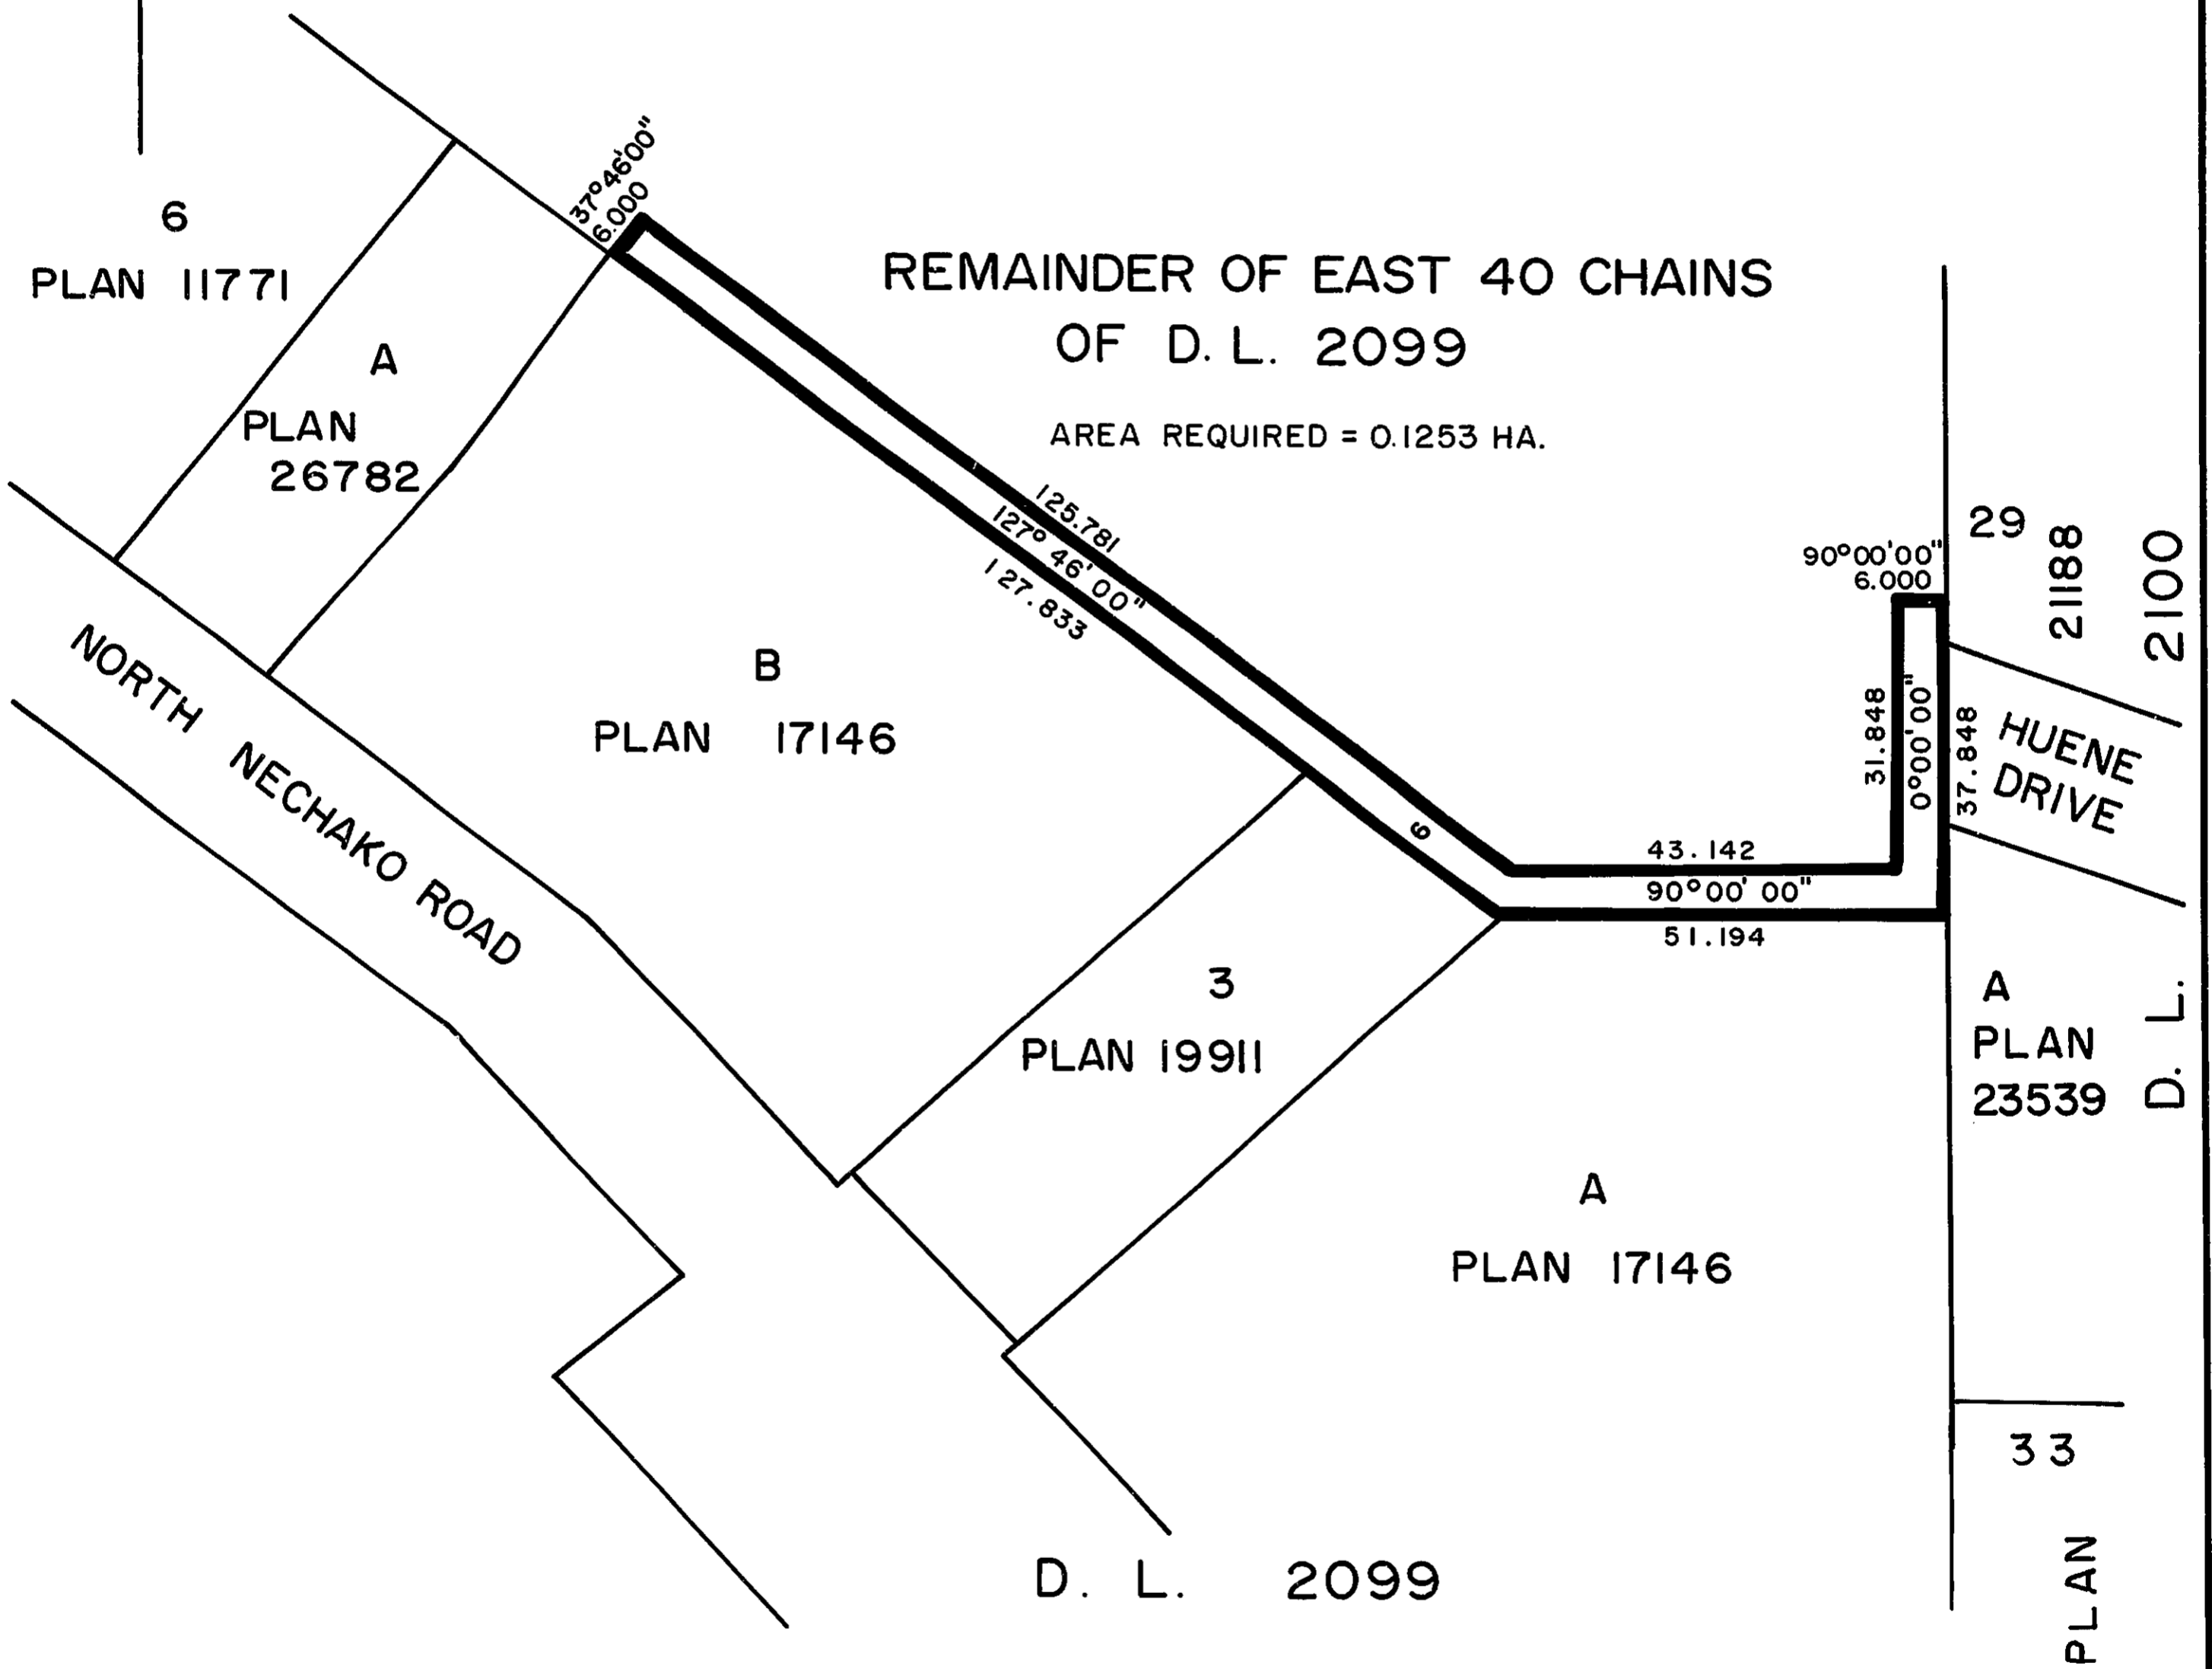 6
PLAN 11771
A
PLAN
26782
37°46'00"
6.000
REMAINDER OF EAST 40 CHAINS
OF D. L. 2099
AREA REQUIRED = 0.1253 HA.
125.781
127° 46' 00"
127.833
29
21188
2100
90°00'00"
6.000
31.848
0°00'00"
37.848
HUENE
DRIVE
NORTH NECHAKO ROAD
B
PLAN 17146
6
43.142
90°00' 00"
51.194
3
PLAN 19911
A
PLAN
23539
D. L.
A
PLAN 17146
33
PLAN
D. L. 2099